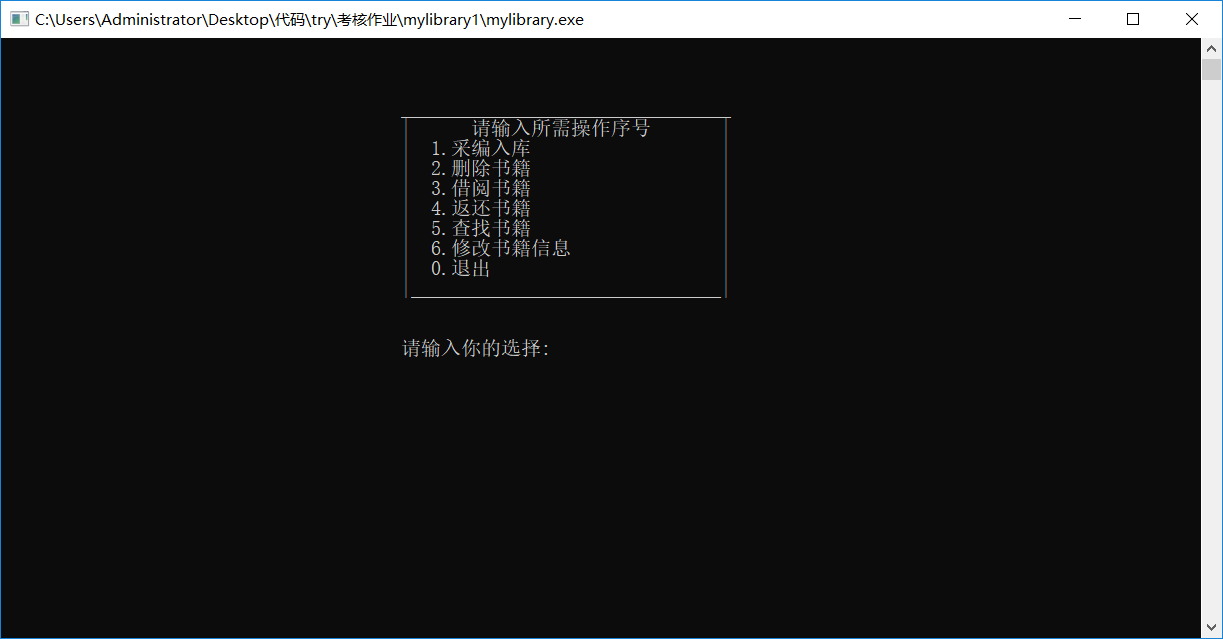 C:\Users\Administrator\Desktop\代码\try\考核作业\mylibrary1\mylibrary.exe
请输入所需操作序号
1.采编入库
2.删除书籍
3.借阅书籍
4.返还书籍
5.查找书籍
6.修改书籍信息
0.退出
请输入你的选择: